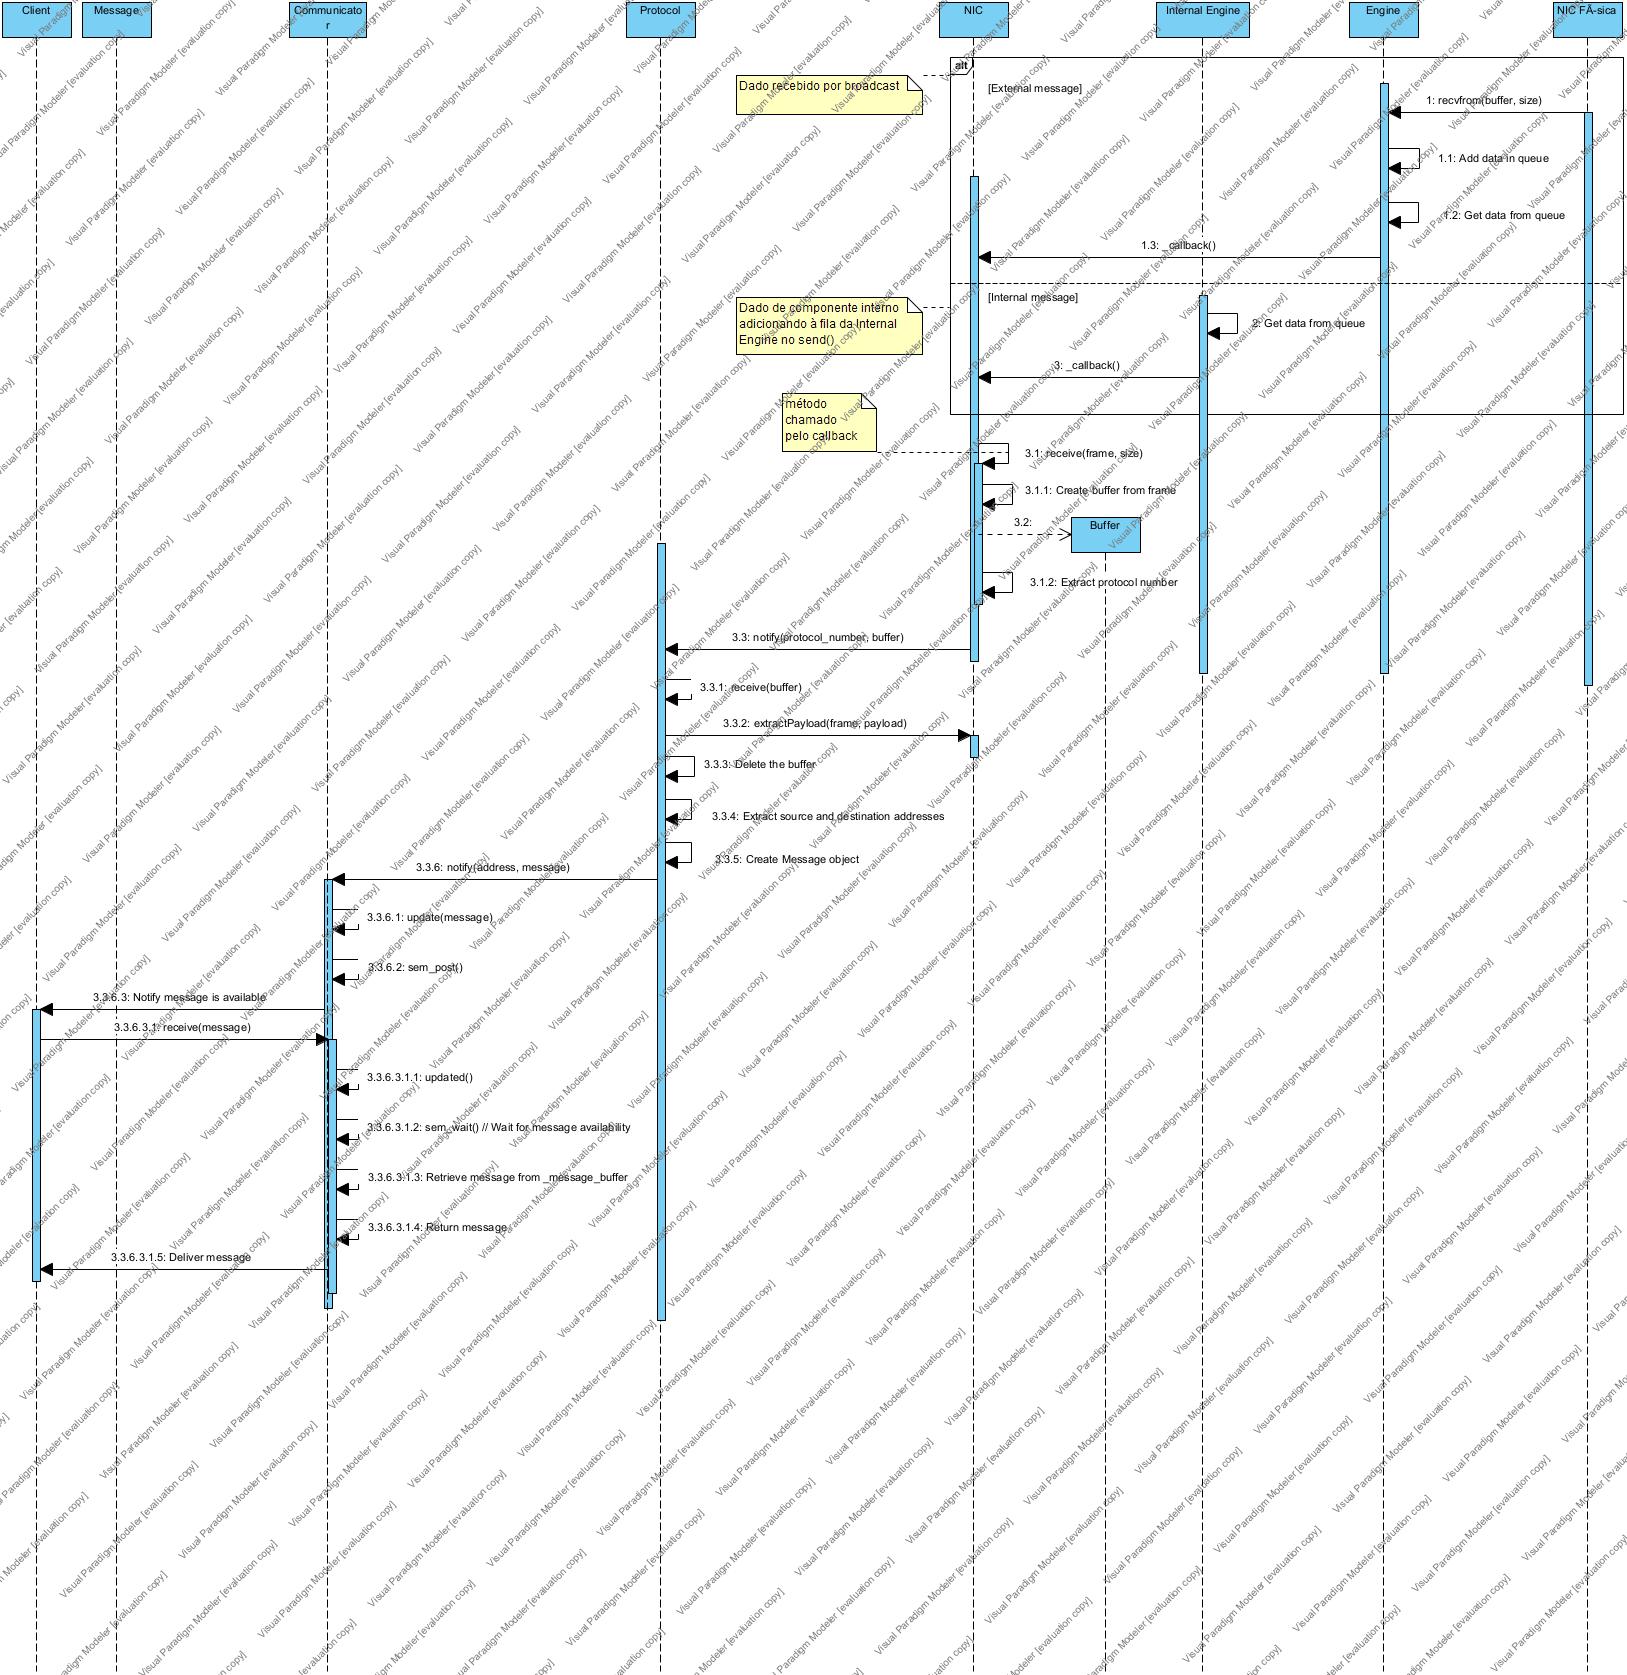 Client
Message
Communicato
r
Protocol
NIC
Internal Engine
Engine
NIC FÃ­sica
alt
[External message]
Dado recebido por broadcast
1: recvfrom(buffer, size)
1.1: Add data in queue
1.2: Get data from queue
1.3: _callback()
[Internal message]
Dado de componente interno
adicionando à fila da Internal
Engine no send()
2: Get data from queue
3: _callback()
método
chamado
pelo callback
3.1: receive(frame, size)
3.1.1: Create buffer from frame
3.2:
Buffer
3.1.2: Extract protocol number
3.3: notify(protocol_number, buffer)
3.3.1: receive(buffer)
3.3.2: extractPayload(frame, payload)
3.3.3: Delete the buffer
3.3.4: Extract source and destination addresses
3.3.5: Create Message object
3.3.6: notify(address, message)
3.3.6.1: update(message)
3.3.6.2: sem_post()
3.3.6.3: Notify message is available
3.3.6.3.1: receive(message)
3.3.6.3.1.1: updated()
3.3.6.3.1.2: sem_wait() // Wait for message availability
3.3.6.3.1.3: Retrieve message from _message_buffer
3.3.6.3.1.4: Return message
3.3.6.3.1.5: Deliver message
Visual Paradigm Modeler [evaluation copy]